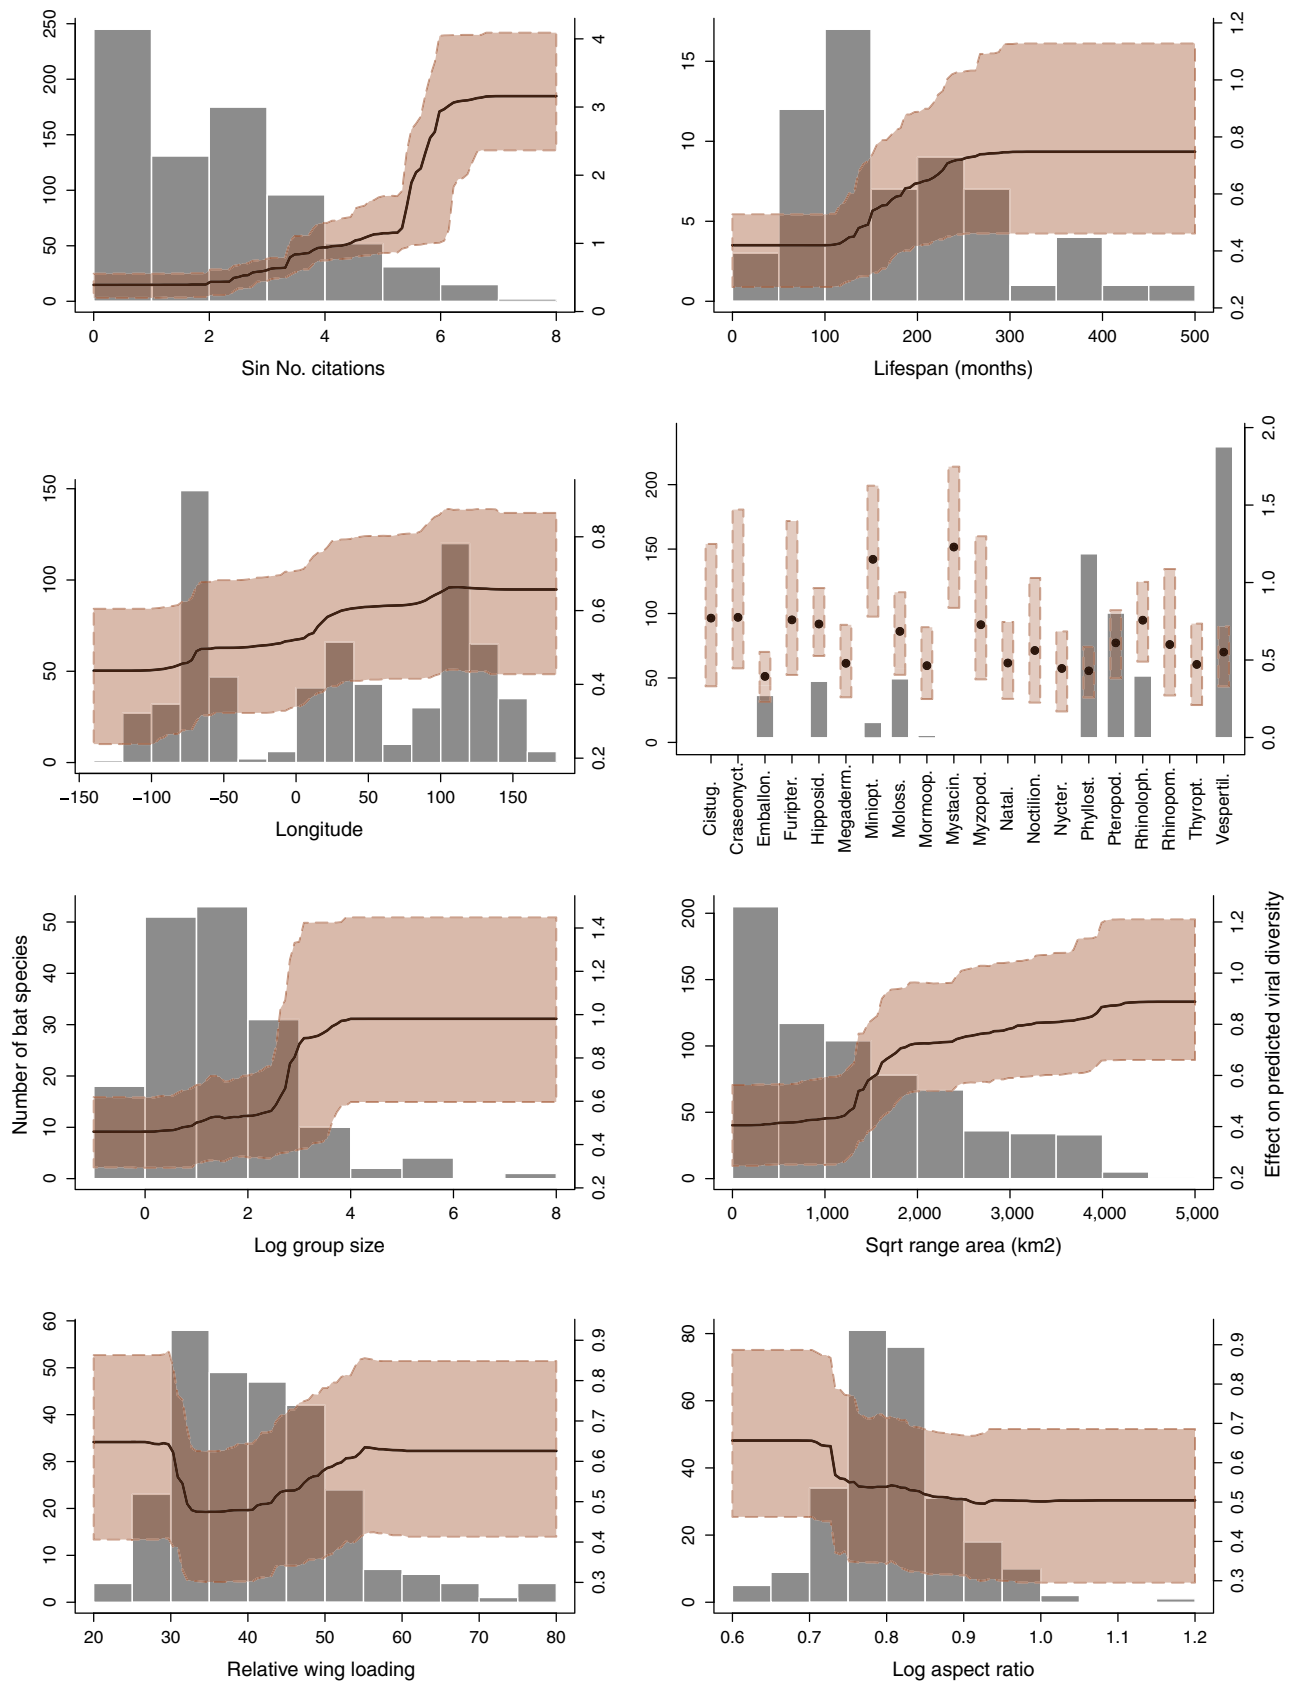 0 50 100 150 200 250
0 1 2 3 4
0 2 4 6 8
Sin No. citations
0 5 10 15
0.2 0.4 0.6 0.8 1.0 1.2
0 100 200 300 400 500
Lifespan (months)
0 50 100 150
0.2 0.4 0.6 0.8
−150 −100 −50 0 50 100 150
Longitude
0 50 100 150 200
0.0 0.5 1.0 1.5 2.0
Cistug.
Craseonyct.
Emballon.
Furipter.
Hipposid.
Megaderm.
Miniopt.
Moloss.
Mormoop.
Mystacin.
Myzopod.
Natal.
Noctilion.
Nycter.
Phyllost.
Pteropod.
Rhinoloph.
Rhinopom.
Thyropt.
Vespertil.
Number of bat species
0 10 20 30 40 50
0.2 0.4 0.6 0.8 1.0 1.2 1.4
0 2 4 6 8
Log group size
0 50 100 150 200
0.2 0.4 0.6 0.8 1.0 1.2
Effect on predicted viral diversity
0 1,000 2,000 3,000 4,000 5,000
Sqrt range area (km2)
0 10 20 30 40 50 60
0.3 0.4 0.5 0.6 0.7 0.8 0.9
20 30 40 50 60 70 80
Relative wing loading
0 20 40 60 80
0.3 0.4 0.5 0.6 0.7 0.8 0.9
0.6 0.7 0.8 0.9 1.0 1.1 1.2
Log aspect ratio